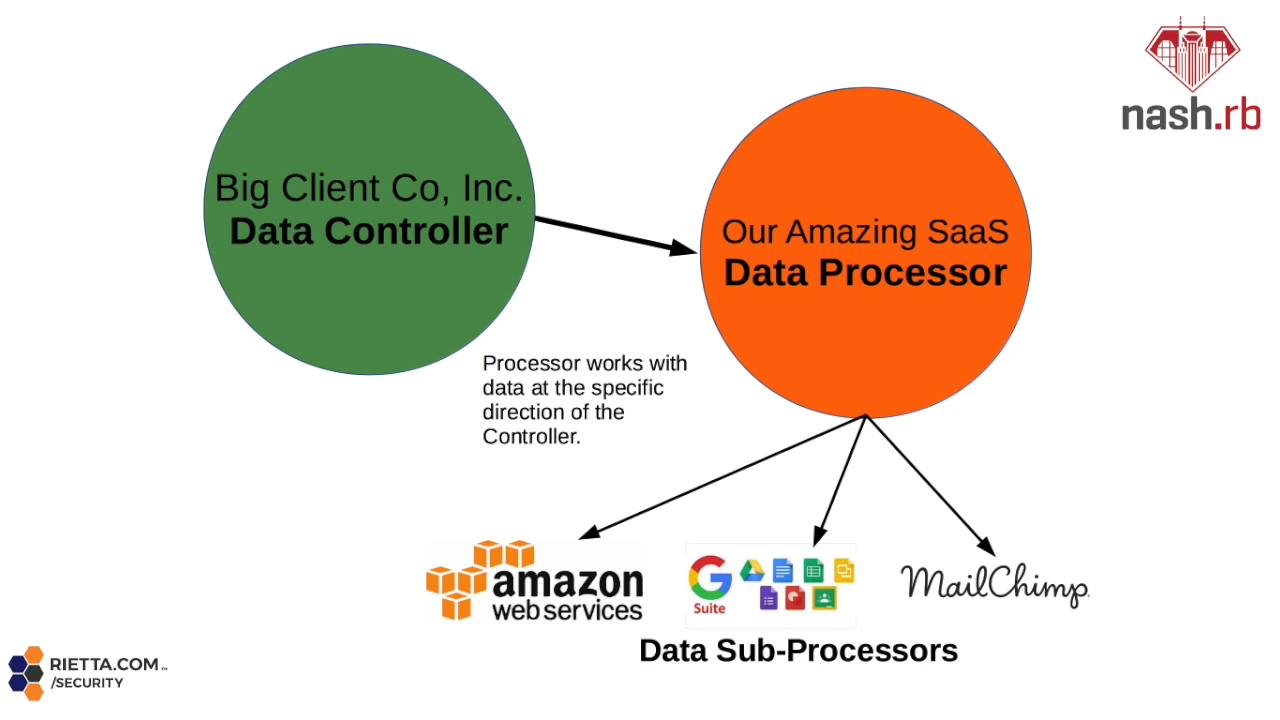 nash.rb
Big Client Co, Inc.
Data Controller
Our Amazing SaaS
Data Processor
Processor works with
data at the specific
direction of the
Controller.
amazon
web services
G
Suite
MailChimp
Data Sub-Processors
RIETTA.COM
/SECURITY